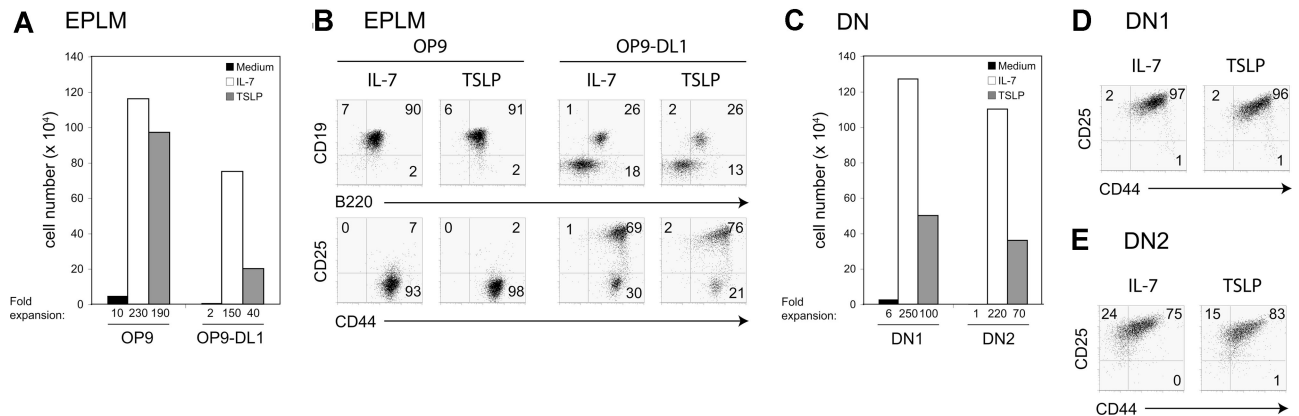 A EPLM
140
120
100
80
60
40
20
0
cell number (x 10⁴)
Medium
IL-7
TSLP
Fold expansion:
10 230 190 2 150 40
OP9 OP9-DL1
B EPLM
OP9 OP9-DL1
IL-7 TSLP IL-7 TSLP
CD19
7 90 6 91 1 26 2 26
2 2 18 13
B220
CD25
0 7 0 2 1 69 2 76
93 98 30 21
CD44
C DN
140
120
100
80
60
40
20
0
cell number (x 10⁴)
Medium
IL-7
TSLP
Fold expansion:
6 250 100 1 220 70
DN1 DN2
D DN1
IL-7 TSLP
CD25
2 97 2 96
1 1
CD44
E DN2
IL-7 TSLP
CD25
24 75 15 83
0 1
CD44